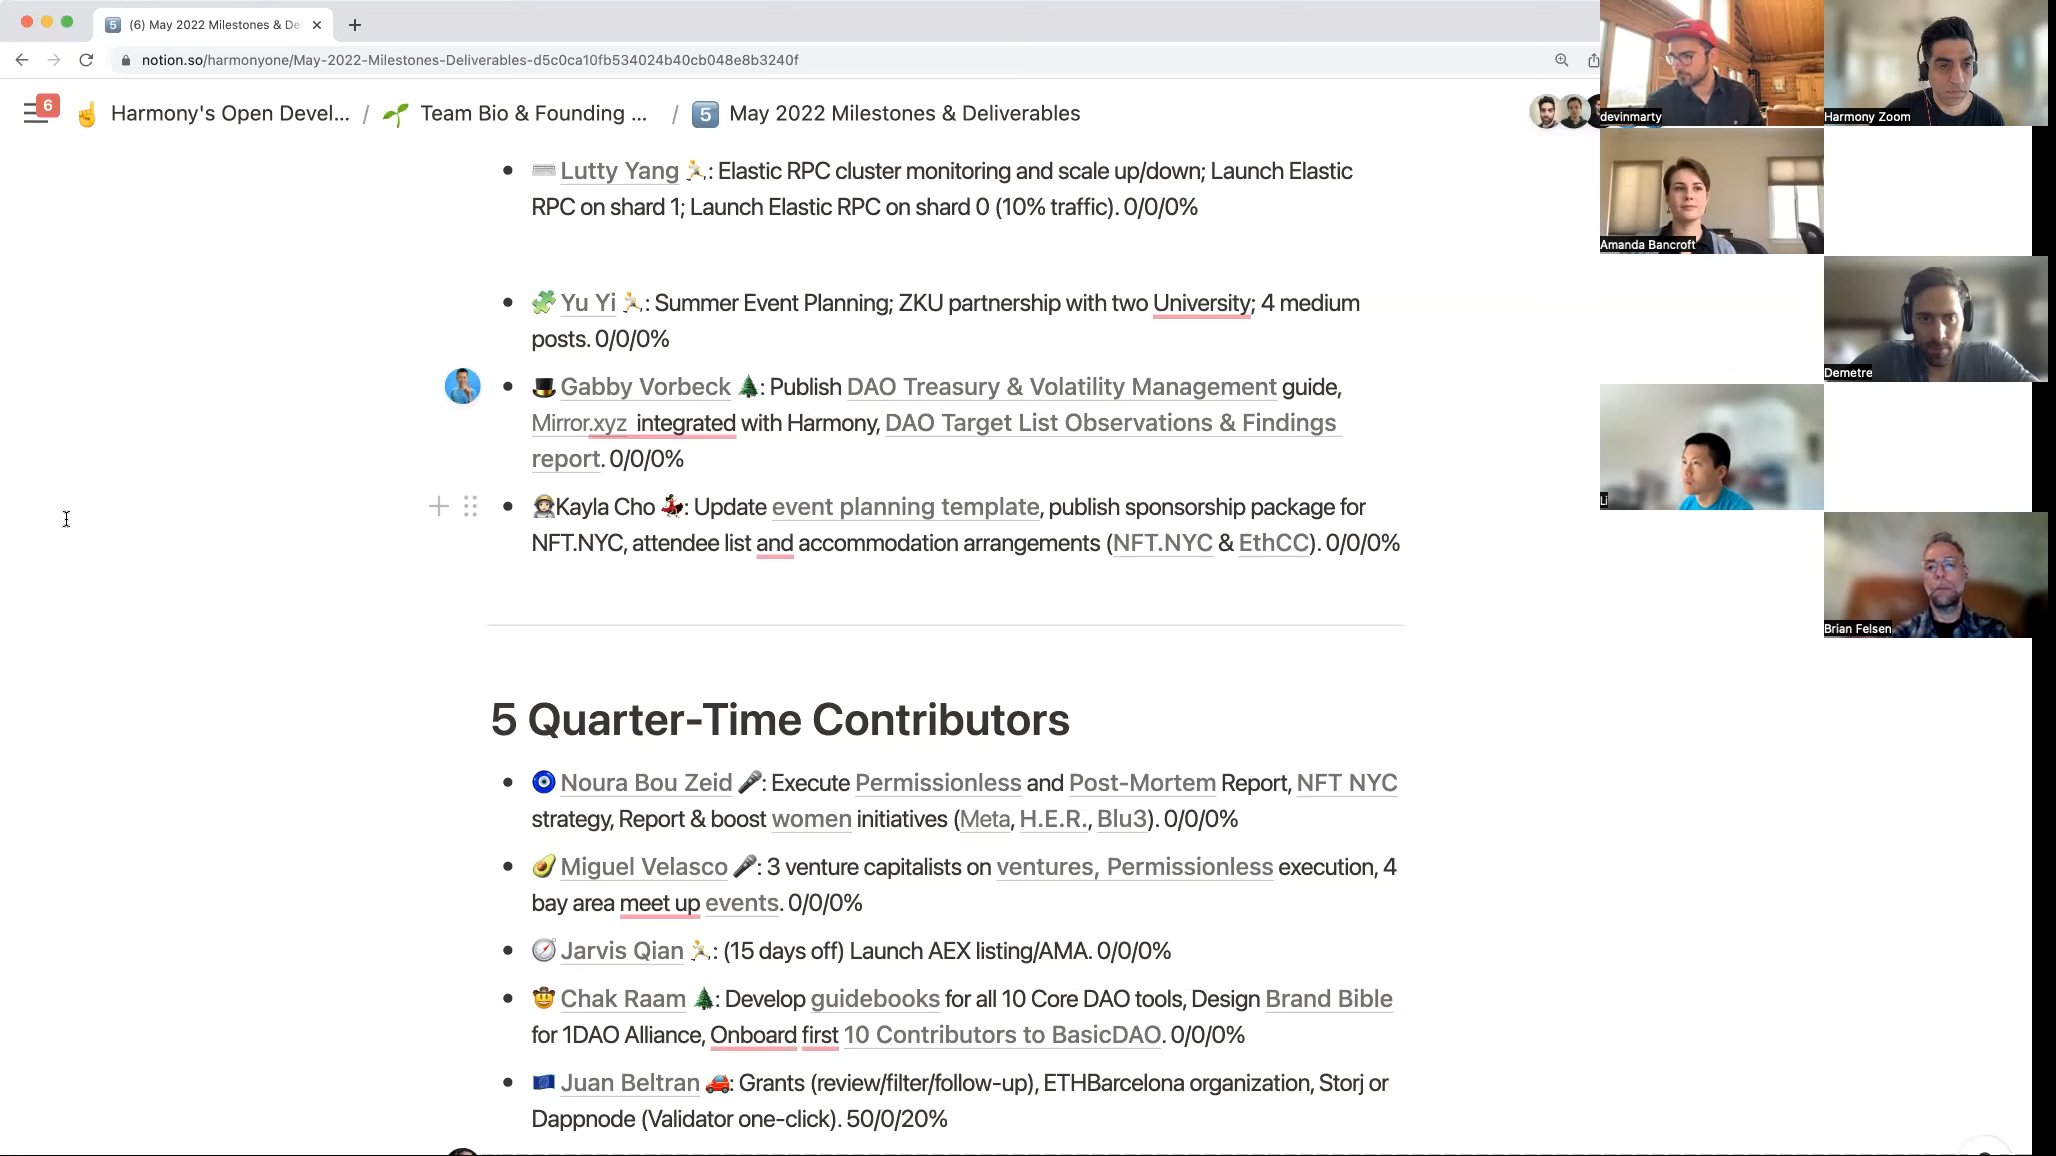 (6) May 2022 Milestones & De
notion.so/harmonyone/May-2022-Milestones-Deliverables-d5c0ca10fb534024b40cb048e8b3240f
6 Harmony's Open Devel... / Team Bio & Founding ... / 5 May 2022 Milestones & Deliverables
Lutty Yang : Elastic RPC cluster monitoring and scale up/down; Launch Elastic
RPC on shard 1; Launch Elastic RPC on shard 0 (10% traffic). 0/0/0%
Yu Yi : Summer Event Planning; ZKU partnership with two University; 4 medium
posts. 0/0/0%
Gabby Vorbeck : Publish DAO Treasury & Volatility Management guide,
Mirror.xyz integrated with Harmony, DAO Target List Observations & Findings
report. 0/0/0%
Kayla Cho : Update event planning template, publish sponsorship package for
NFT.NYC, attendee list and accommodation arrangements (NFT.NYC & EthCC). 0/0/0%
5 Quarter-Time Contributors
Noura Bou Zeid : Execute Permissionless and Post-Mortem Report, NFT NYC
strategy, Report & boost women initiatives (Meta, H.E.R., Blu3). 0/0/0%
Miguel Velasco : 3 venture capitalists on ventures, Permissionless execution, 4
bay area meet up events. 0/0/0%
Jarvis Qian : (15 days off) Launch AEX listing/AMA. 0/0/0%
Chak Raam : Develop guidebooks for all 10 Core DAO tools, Design Brand Bible
for 1DAO Alliance, Onboard first 10 Contributors to BasicDAO. 0/0/0%
Juan Beltran : Grants (review/filter/follow-up), ETHBarcelona organization, Storj or
Dappnode (Validator one-click). 50/0/20%
devinmarty
Harmony Zoom
Amanda Bancroft
Demetre
Li
Brian Felsen